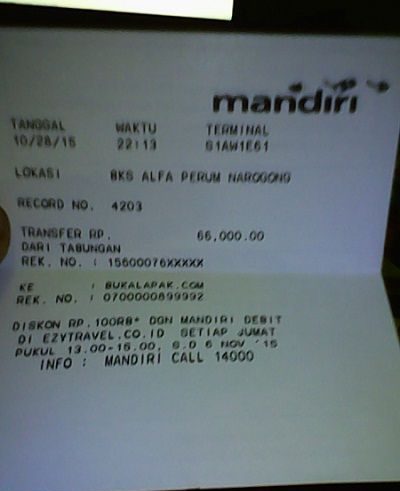 mandiri
TANGGAL WAKTU TERMINAL
10/28/15 22:13 S1AW1E61
LOKASI BKS ALFA PERUM NAROGONG
RECORD NO. 4203
TRANSFER RP. 66,000.00
DARI TABUNGAN
REK. NO. : 15600076XXXXX
KE : BUKALAPAK.COM
REK. NO. : 0700000899992
DISKON RP.100RB* DGN MANDIRI DEBIT
DI EZYTRAVEL.CO.ID SETIAP JUMAT
PUKUL 13.00-15.00, S.D 6 NOV '15
INFO : MANDIRI CALL 14000